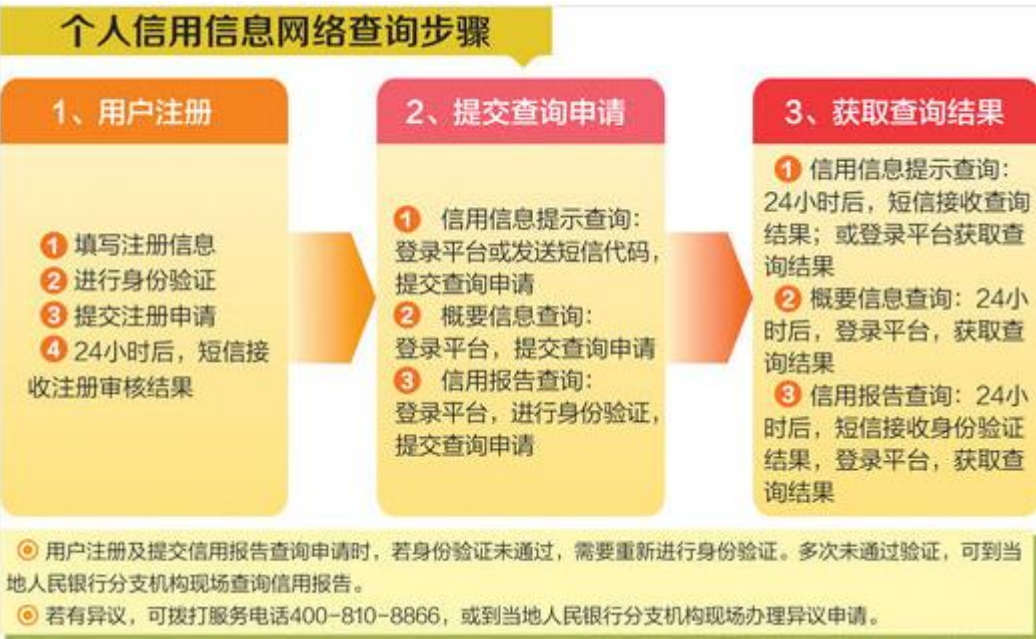 个人信用信息网络查询步骤
1、用户注册
❶ 填写注册信息
❷ 进行身份验证
❸ 提交注册申请
❹ 24小时后，短信接
收注册审核结果
2、提交查询申请
❶ 信用信息提示查询：
登录平台或发送短信代码，
提交查询申请
❷ 概要信息查询：
登录平台，提交查询申请
❸ 信用报告查询：
登录平台，进行身份验证，
提交查询申请
3、获取查询结果
❶ 信用信息提示查询：
24小时后，短信接收查询
结果；或登录平台获取查
询结果
❷ 概要信息查询：24小
时后，登录平台，获取查
询结果
❸ 信用报告查询：24小
时后，短信接收身份验证
结果，登录平台，获取查
询结果
用户注册及提交信用报告查询申请时，若身份验证未通过，需要重新进行身份验证。多次未通过验证，可到当
地人民银行分支机构现场查询信用报告。
若有异议，可拨打服务电话400-810-8866，或到当地人民银行分支机构现场办理异议申请。